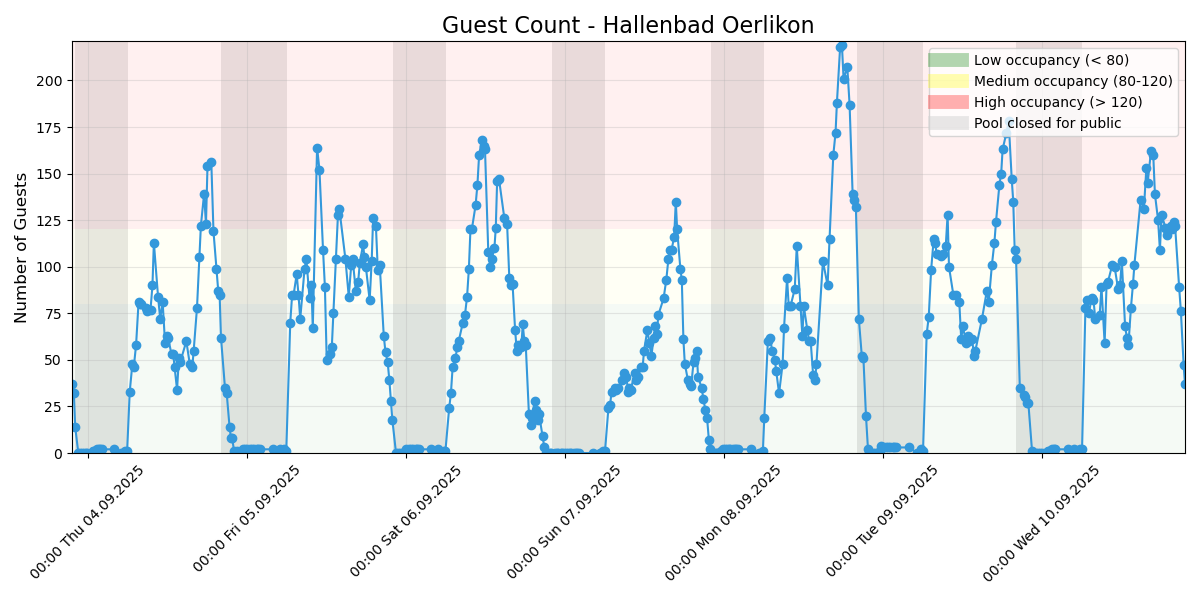 Guest Count - Hallenbad Oerlikon
Number of Guests
200
175
150
125
100
75
50
25
0
Low occupancy (< 80)
Medium occupancy (80-120)
High occupancy (> 120)
Pool closed for public
00:00 Thu 04.09.2025
00:00 Fri 05.09.2025
00:00 Sat 06.09.2025
00:00 Sun 07.09.2025
00:00 Mon 08.09.2025
00:00 Tue 09.09.2025
00:00 Wed 10.09.2025